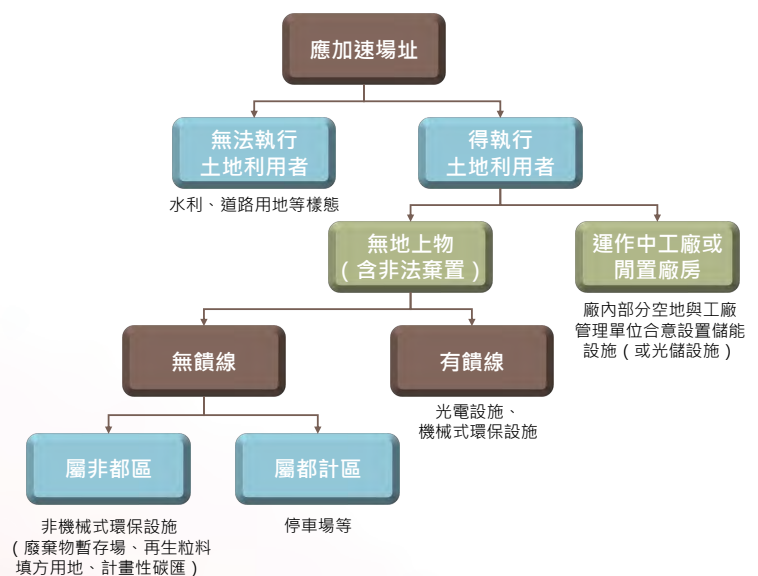 應加速場址
無法執行
土地利用者
得執行
土地利用者
水利、道路用地等樣態
無地上物
（含非法棄置）
運作中工廠或
閒置廠房
廠內部分空地與工廠
管理單位合意設置儲能
設施（或光儲設施）
無饋線
有饋線
光電設施、
機械式環保設施
屬非都區
屬都計區
非機械式環保設施
（廢棄物暫存場、再生粒料
填方用地、計畫性碳匯）
停車場等